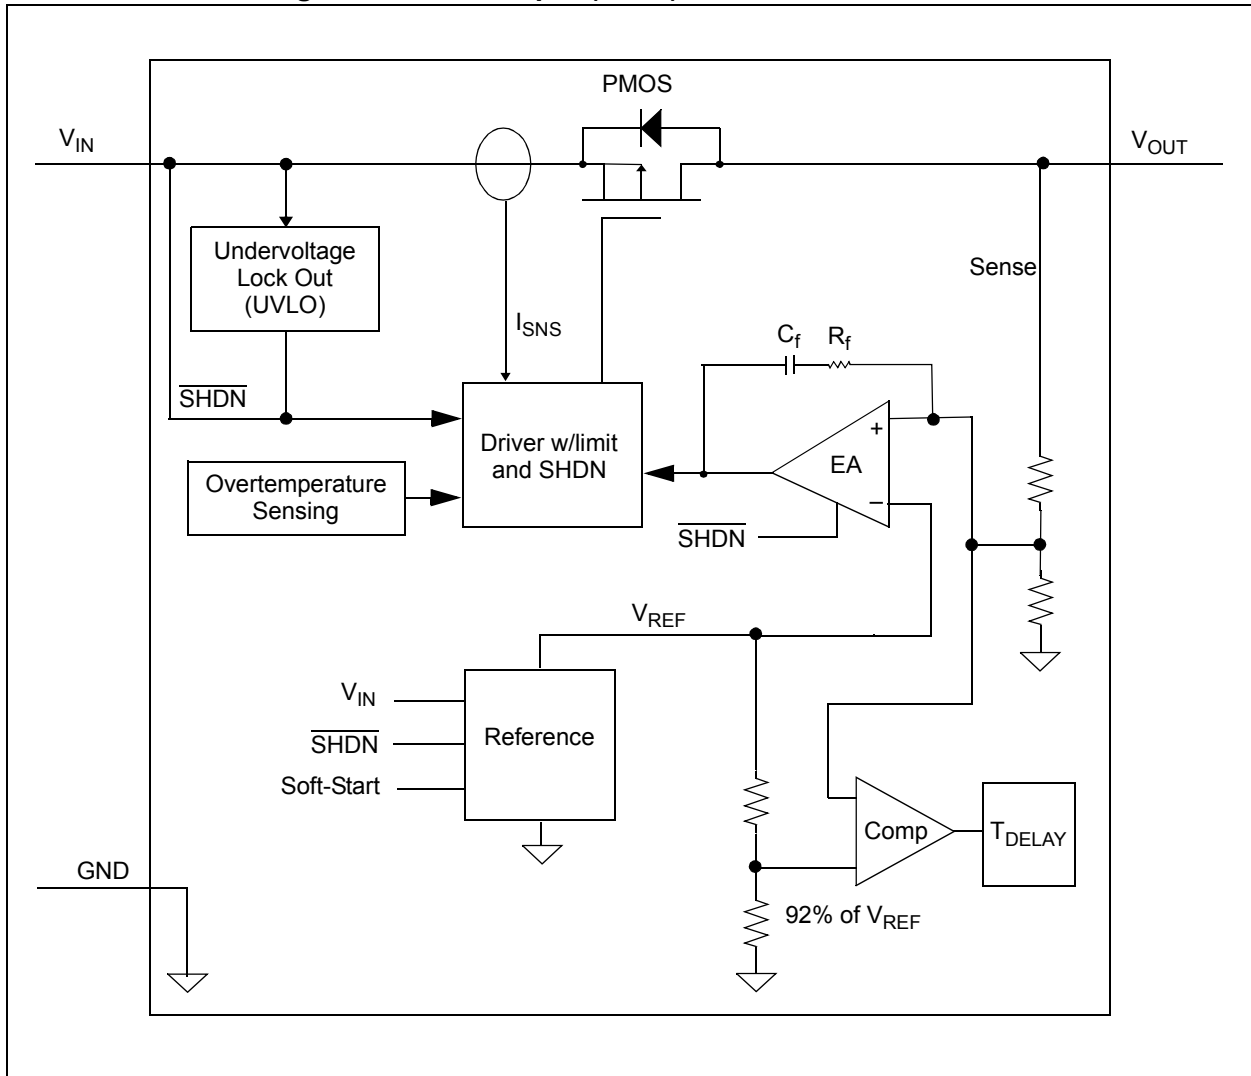 PMOS
V_IN
V_OUT
Undervoltage
Lock Out
(UVLO)
Sense
I_SNS
C_f
R_f
SHDN
+
Driver w/limit
and SHDN
EA
Overtemperature
Sensing
−
SHDN
V_REF
V_IN
SHDN
Reference
Soft-Start
Comp
T_DELAY
GND
92% of V_REF